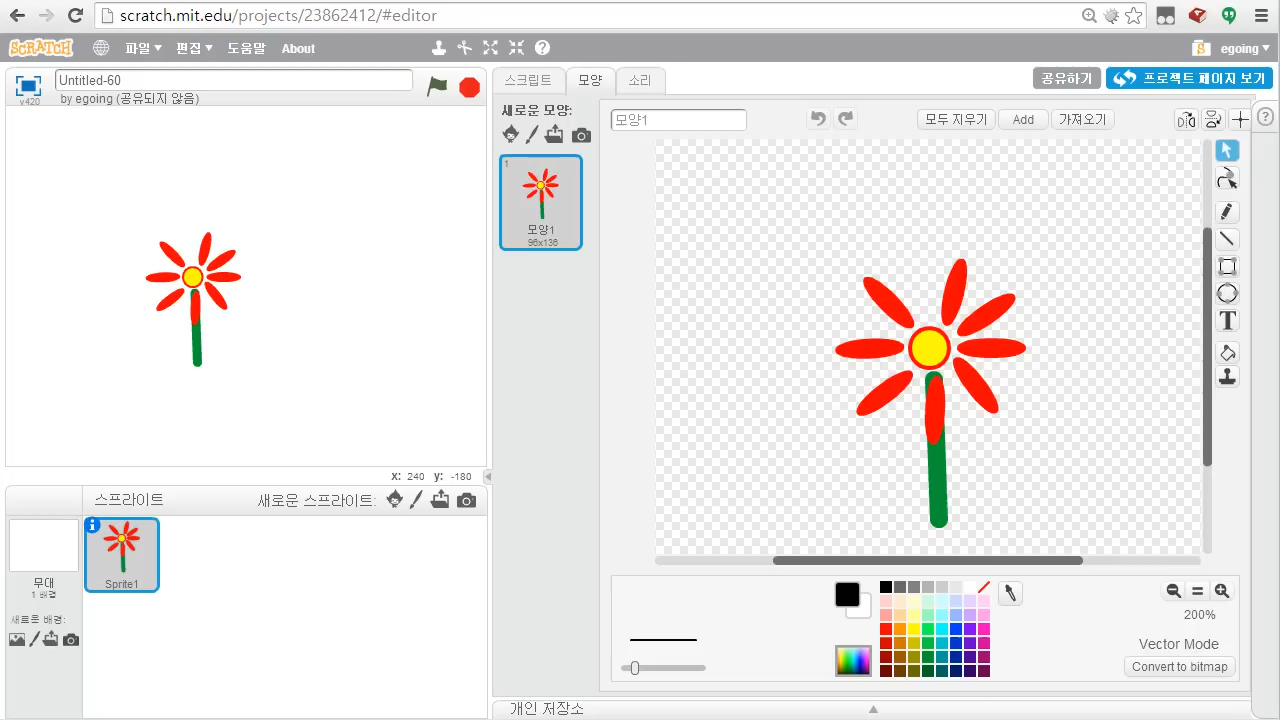 scratch.mit.edu/projects/23862412/#editor
SCRATCH 파일 편집 도움말 About egoing
Untitled-60
by egoing (공유되지 않음)
v420
스크립트 모양 소리 공유하기 프로젝트 페이지 보기
새로운 모양:
모양1 모두 지우기 Add 가져오기
1
모양1
96x136
T
x: 240 y: -180
스프라이트 새로운 스프라이트:
Sprite1
무대
1 배경
새로운 배경:
200%
Vector Mode
Convert to bitmap
개인 저장소